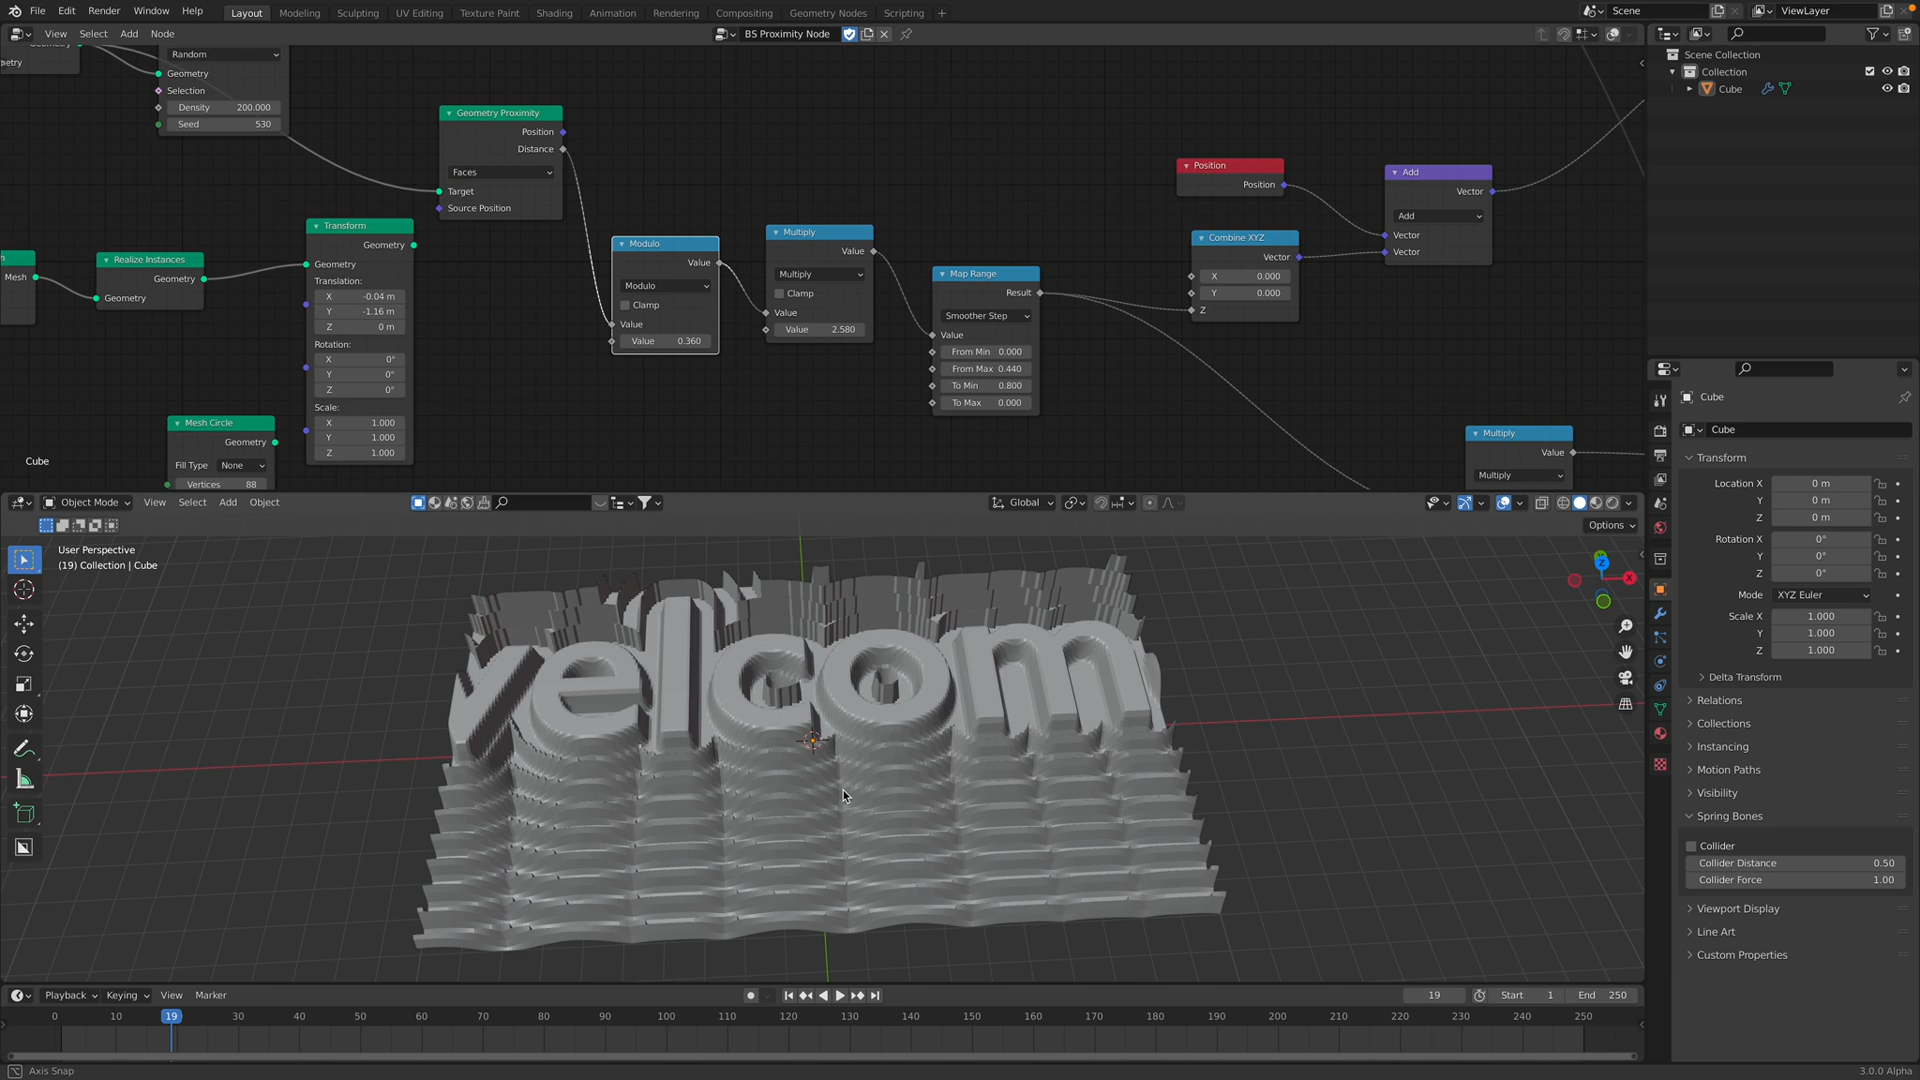 File Edit Render Window Help Layout Modeling Sculpting UV Editing Texture Paint Shading Animation Rendering Compositing Geometry Nodes Scripting + Scene ViewLayer
View Select Add Node BS Proximity Node
Random
Geometry
Selection
Density 200.000
Seed 530
Geometry Proximity
Position
Distance
Faces
Target
Source Position
Mesh
Realize Instances
Geometry
Geometry
Transform
Geometry
Geometry
Translation:
X -0.04 m
Y -1.16 m
Z 0 m
Rotation:
X 0°
Y 0°
Z 0°
Scale:
X 1.000
Y 1.000
Z 1.000
Mesh Circle
Geometry
Fill Type None
Vertices 88
Cube
Modulo
Value
Modulo
Clamp
Value
Value 0.360
Multiply
Value
Multiply
Clamp
Value
Value 2.580
Map Range
Result
Smoother Step
Value
From Min 0.000
From Max 0.440
To Min 0.800
To Max 0.000
Position
Position
Combine XYZ
Vector
X 0.000
Y 0.000
Z
Add
Vector
Add
Vector
Vector
Multiply
Value
Multiply
Scene Collection
Collection
Cube
Cube
Cube
Transform
Location X 0 m
Y 0 m
Z 0 m
Rotation X 0°
Y 0°
Z 0°
Mode XYZ Euler
Scale X 1.000
Y 1.000
Z 1.000
Delta Transform
Relations
Collections
Instancing
Motion Paths
Visibility
Spring Bones
Collider
Collider Distance 0.50
Collider Force 1.00
Viewport Display
Line Art
Custom Properties
Object Mode View Select Add Object Global
Options
User Perspective
(19) Collection | Cube
Z
X
velcom
Playback Keying View Marker 19 Start 1 End 250
0 10 19 30 40 50 60 70 80 90 100 110 120 130 140 150 160 170 180 190 200 210 220 230 240 250
Axis Snap 3.0.0 Alpha